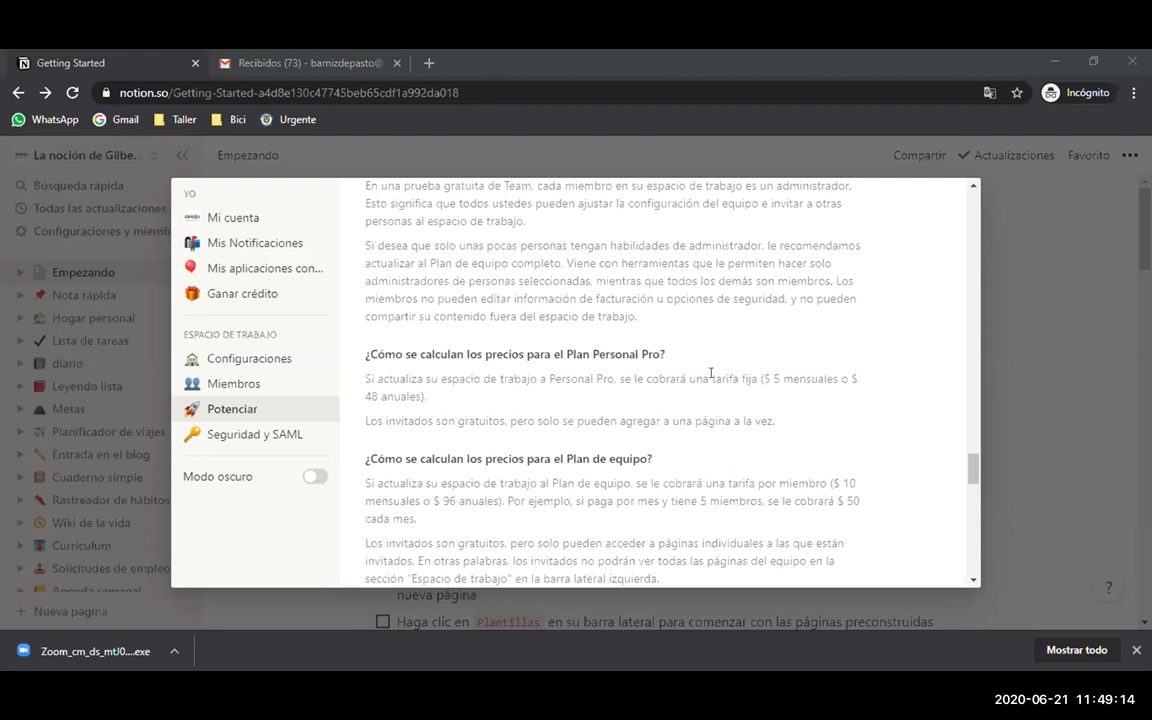 Getting Started
Recibidos (73) - bamizdepasto@
notion.so/Getting-Started-a4d8e130c47745beb65cdf1a992da018
Incógnito
WhatsApp
Gmail
Taller
Bici
Urgente
La noción de Gilbe...
Empezando
Compartir
Actualizaciones
Favorito
Búsqueda rápida
Todas las actualizaciones
Configuraciones y miemb
Empezando
Nota rápida
Hogar personal
Lista de tareas
diario
Leyendo lista
Metas
Planificador de viajes
Entrada en el blog
Cuaderno simple
Rastreador de hábitos
Wiki de la vida
Curriculum
Solicitudes de empleo
Agenda semanal
Nueva pagina
YO
Mi cuenta
Mis Notificaciones
Mis aplicaciones con...
Ganar crédito
ESPACIO DE TRABAJO
Configuraciones
Miembros
Potenciar
Seguridad y SAML
Modo oscuro
En una prueba gratuita de Team, cada miembro en su espacio de trabajo es un administrador.
Esto significa que todos ustedes pueden ajustar la configuración del equipo e invitar a otras
personas al espacio de trabajo.
Si desea que solo unas pocas personas tengan habilidades de administrador, le recomendamos
actualizar al Plan de equipo completo. Viene con herramientas que le permiten hacer solo
administradores de personas seleccionadas, mientras que todos los demás son miembros. Los
miembros no pueden editar información de facturación u opciones de seguridad, y no pueden
compartir su contenido fuera del espacio de trabajo.
¿Cómo se calculan los precios para el Plan Personal Pro?
Si actualiza su espacio de trabajo a Personal Pro, se le cobrará una tarifa fija ($ 5 mensuales o $
48 anuales).
Los invitados son gratuitos, pero solo se pueden agregar a una página a la vez.
¿Cómo se calculan los precios para el Plan de equipo?
Si actualiza su espacio de trabajo al Plan de equipo, se le cobrará una tarifa por miembro ($ 10
mensuales o $ 96 anuales). Por ejemplo, si paga por mes y tiene 5 miembros, se le cobrará $ 50
cada mes.
Los invitados son gratuitos, pero solo pueden acceder a páginas individuales a las que están
invitados. En otras palabras, los invitados no podrán ver todas las páginas del equipo en la
sección "Espacio de trabajo" en la barra lateral izquierda.
nueva página
Haga clic en Plantillas en su barra lateral para comenzar con las páginas preconstruidas
?
Zoom_cm_ds_mtJ0....exe
Mostrar todo
2020-06-21 11:49:14